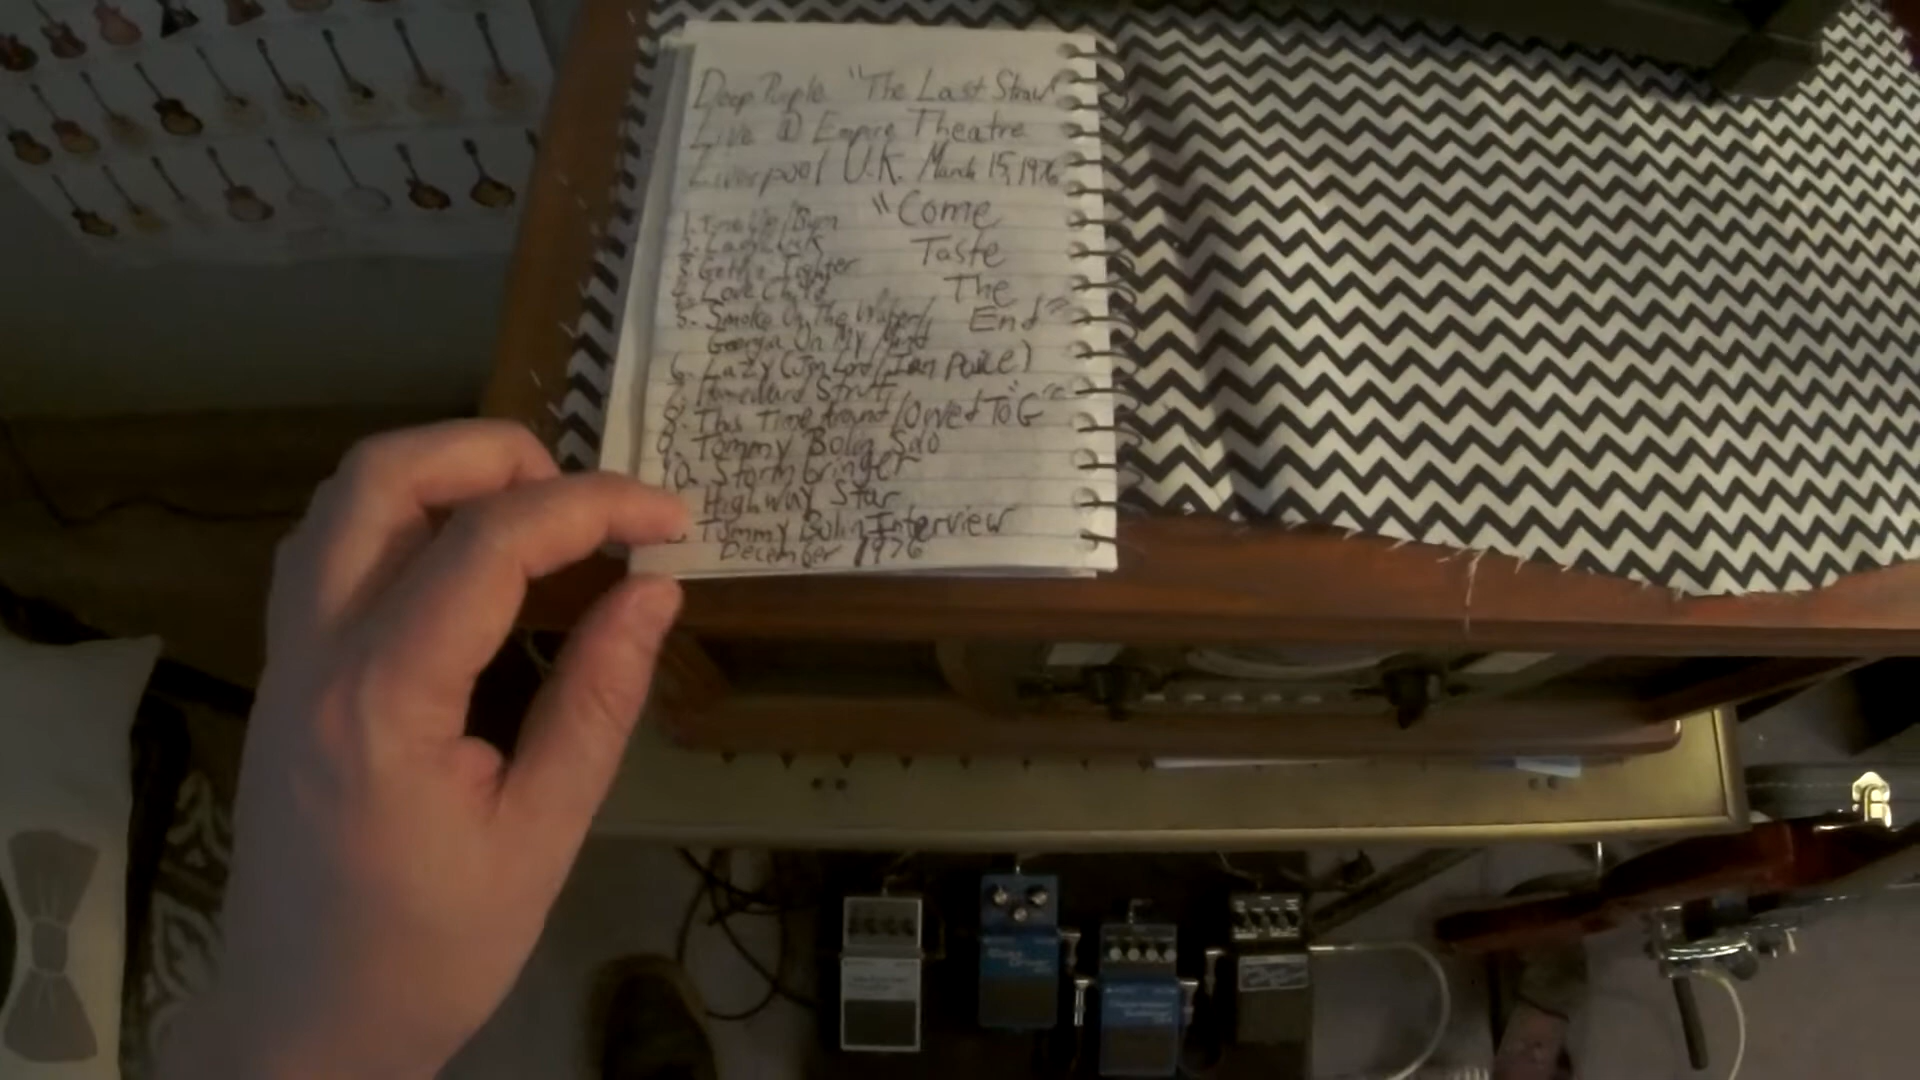 Deep Purple "The Last Straw"
Live @ Empire Theatre
Liverpool U.K. March 15, 1976
"Come
Taste
The
End"
1. Burn
2. Lady Luck
3. Gettin Tighter
4. Love Child
5. Smoke On The Water/
Georgia On My Mind
6. Lazy (Jon Lord/Ian Paice)
7. Homeward Strut
8. This Time Around/Owed To "G"
9. Tommy Bolin Solo
10. Stormbringer
Highway Star
Tommy Bolin Interview
December 1976